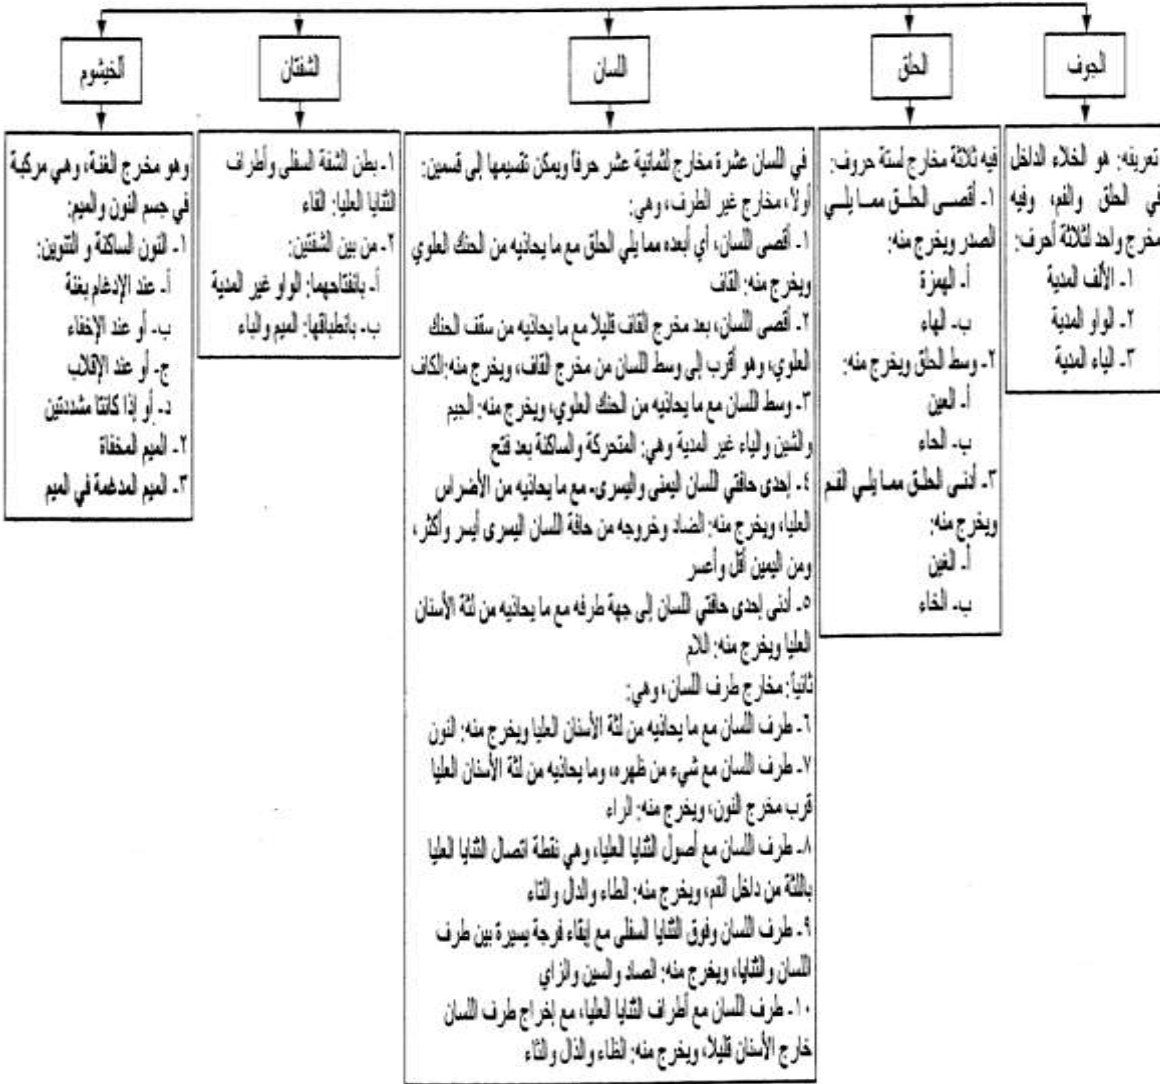 الجوف
تعريفه: هو الخلاء الداخل
في الحلق والفم، وفيه
مخرج واحد لثلاثة أحرف:
١- الألف المدية
٢- الواو المدية
٣- الياء المدية
الحلق
فيه ثلاثة مخارج لستة حروف:
١- أقصى الحلق مما يلي
الصدر ويخرج منه:
أ- الهمزة
ب- الهاء
٢- وسط الحلق ويخرج منه:
أ- العين
ب- الحاء
٣- أدنى الحلق مما يلي الفم
ويخرج منه:
أ- الغين
ب- الخاء
اللسان
في اللسان عشرة مخارج لثمانية عشر حرفاً ويمكن تقسيمها إلى قسمين:
أولاً، مخارج غير الطرف، وهي:
١- أقصى اللسان، أي أبعده مما يلي الحلق مع ما يحاذيه من الحنك العلوي
ويخرج منه: القاف
٢- أقصى اللسان، بعد مخرج القاف قليلا مع ما يحاذيه من سقف الحنك
العلوي، وهو أقرب إلى وسط اللسان من مخرج القاف، ويخرج منه:الكاف
٣- وسط اللسان مع ما يحاذيه من الحنك العلوي، ويخرج منه: الجيم
والشين والياء غير المدية وهي: المتحركة والساكنة بعد فتح
٤- إحدى حافتي اللسان اليمنى واليسرى- مع ما يحاذيه من الأضراس
العليا، ويخرج منه: الضاد وخروجه من حافة اللسان اليسرى أيسر وأكثر،
ومن اليمين أقل وأعسر
٥- أدنى إحدى حافتي اللسان إلى جهة طرفه مع ما يحاذيه من لثة الأسنان
العليا ويخرج منه: اللام
ثانياً: مخارج طرف اللسان، وهي:
٦- طرف اللسان مع ما يحاذيه من لثة الأسنان العليا ويخرج منه: النون
٧- طرف اللسان مع شيء من ظهره، وما يحاذيه من لثة الأسنان العليا
قرب مخرج النون، ويخرج منه: الراء
٨- طرف اللسان مع أصول الثنايا العليا، وهي نقطة اتصال الثنايا العليا
باللثة من داخل الفم، ويخرج منه: الطاء والدال والتاء
٩- طرف اللسان وفوق الثنايا السفلى مع إبقاء فرجة يسيرة بين طرف
اللسان والثنايا، ويخرج منه: الصاد والسين والزاي
١٠- طرف اللسان مع أطراف الثنايا العليا، مع إخراج طرف اللسان
خارج الأسنان قليلا، ويخرج منه: الظاء والذال والثاء
الشفتان
١- بطن الشفة السفلى وأطراف
الثنايا العليا: الفاء
٢- من بين الشفتين:
أ- بانفتاحهما: الواو غير المدية
ب- بانطباقها: الميم والباء
الخيشوم
وهو مخرج الغنة، وهي مركبة
في جسم النون والميم:
١- النون الساكنة و التنوين:
أ- عند الإدغام بغنة
ب- أو عند الإخفاء
ج- أو عند الإقلاب
د- أو إذا كانتا مشددتين
٢- الميم المخفاة
٣- الميم المدغمة في الميم